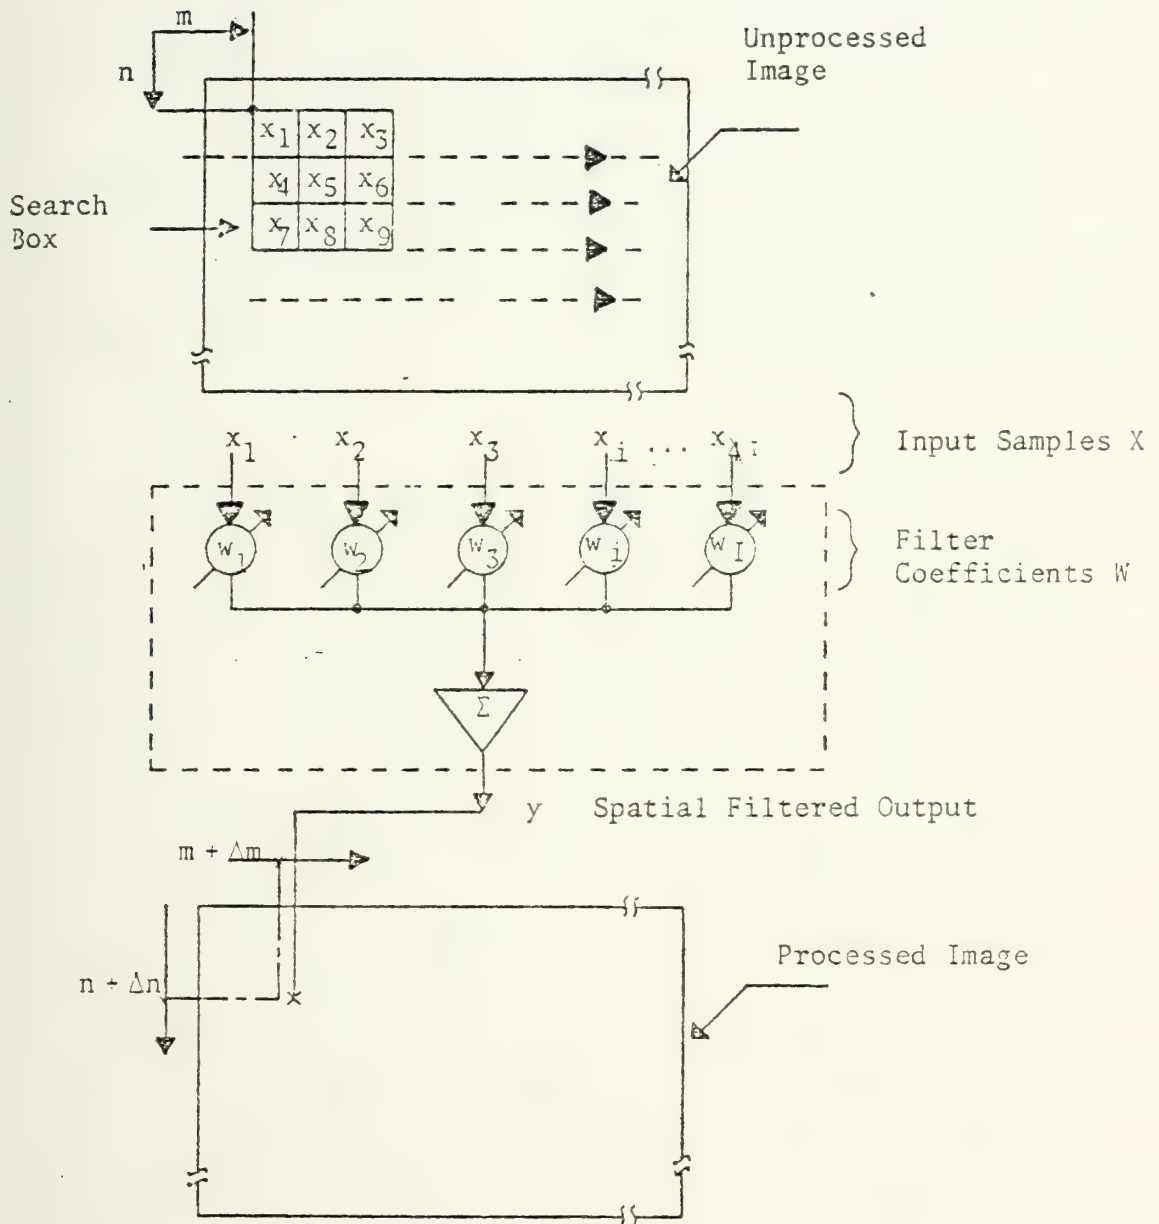 m
Unprocessed
Image
n
x1 x2 x3
x4 x5 x6
x7 x8 x9
Search
Box
x1 x2 x3 xi ...
Input Samples X
w1 w2 w3 wi wI
Filter
Coefficients W
Σ
y Spatial Filtered Output
m + Δm
n + Δn
Processed Image